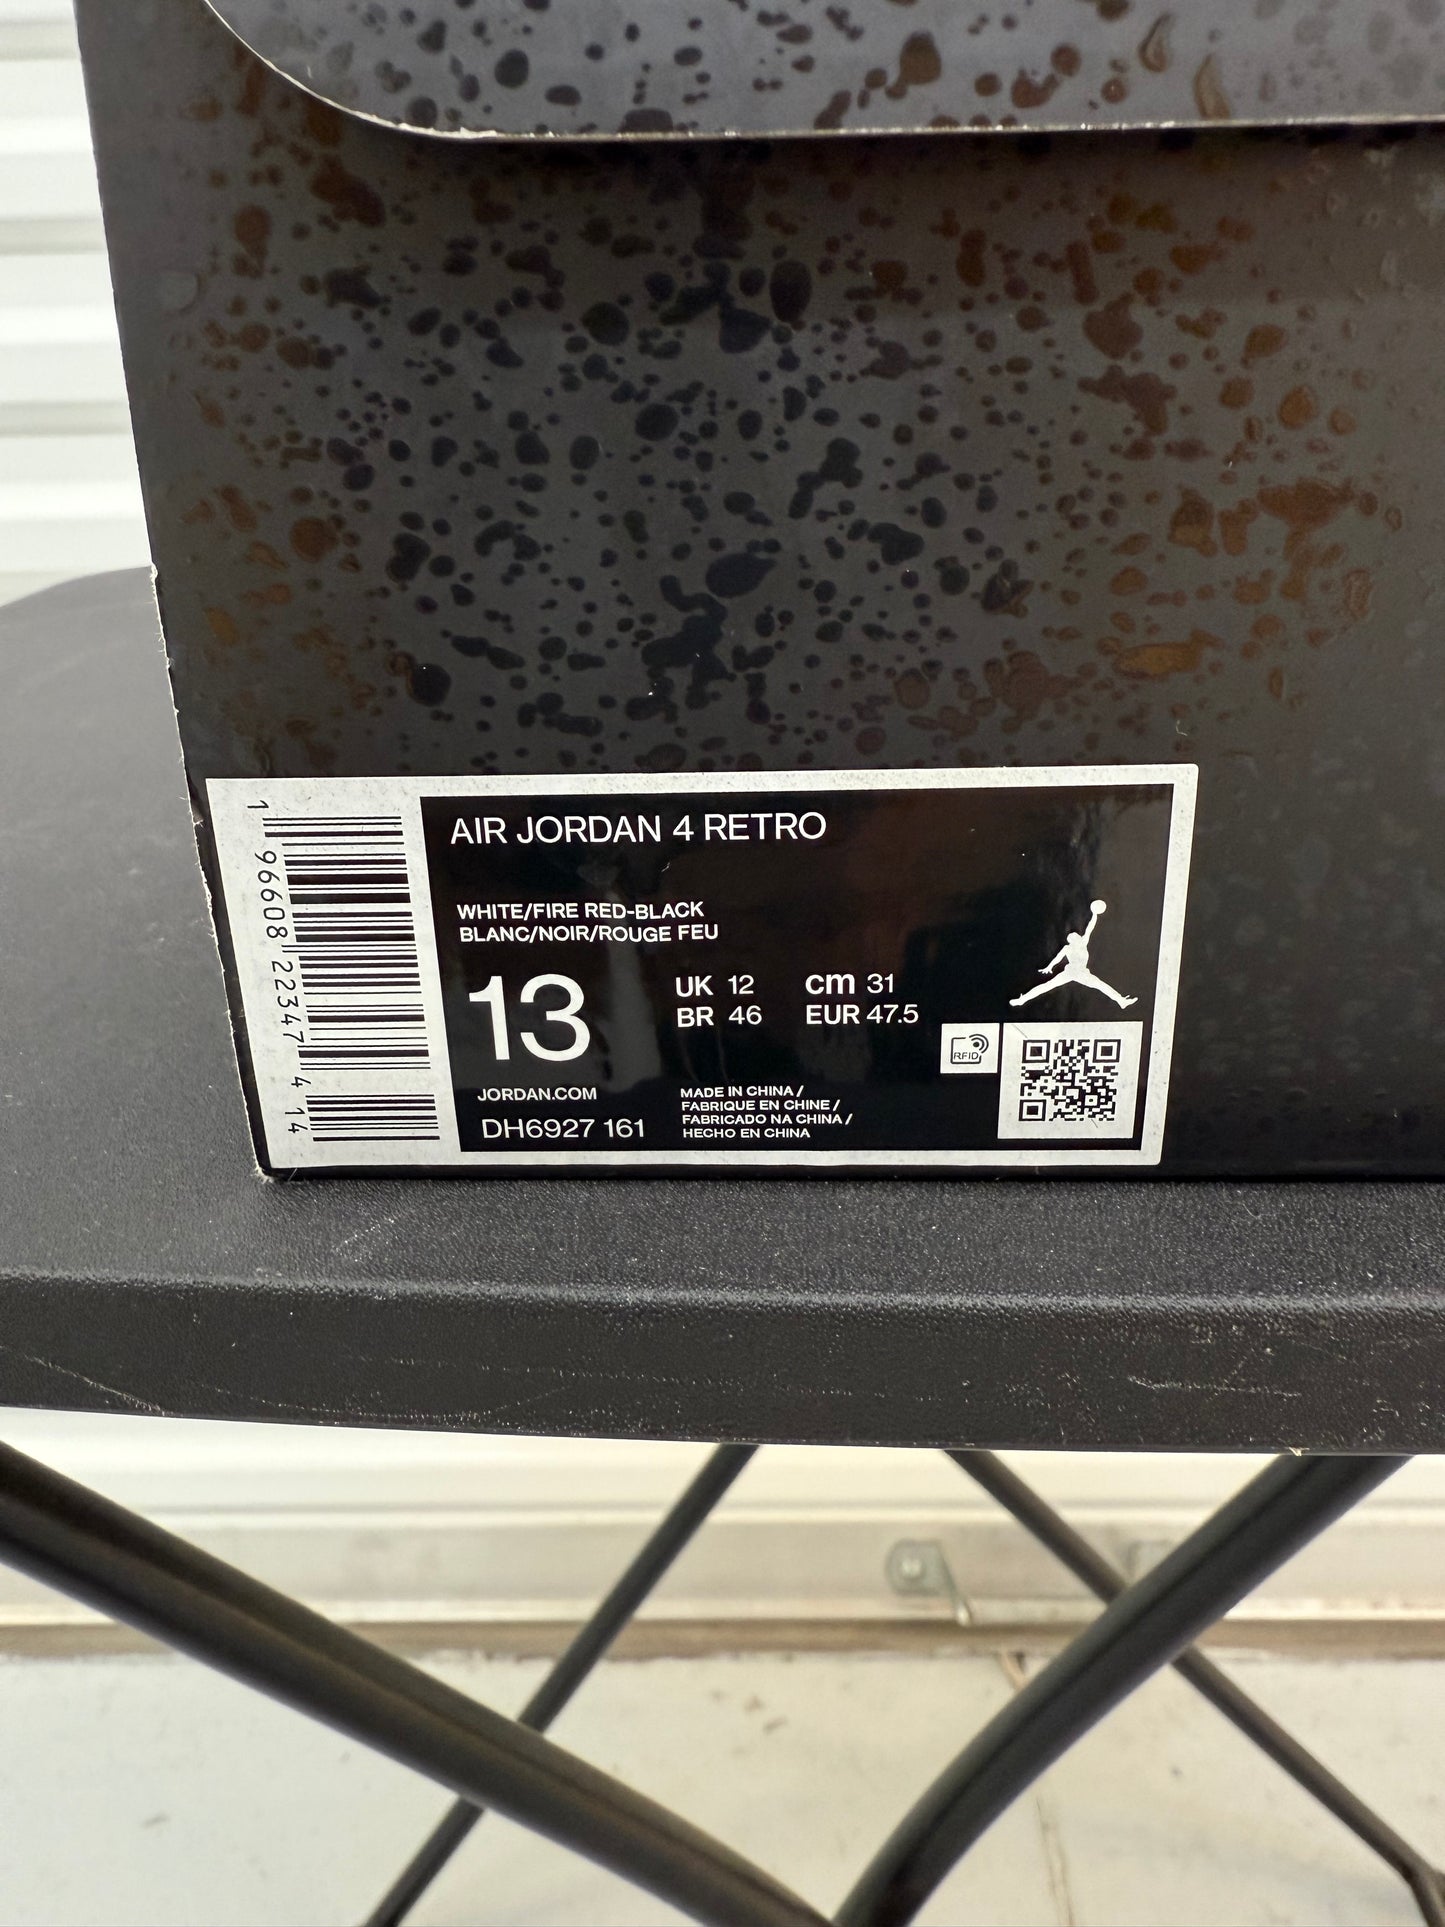 AIR JORDAN 4 RETRO
WHITE/FIRE RED-BLACK
BLANC/NOIR/ROUGE FEU
13
UK 12 cm 31
BR 46 EUR 47.5
RFID
JORDAN.COM
DH6927 161
MADE IN CHINA /
FABRIQUE EN CHINE /
FABRICADO NA CHINA /
HECHO EN CHINA
1 96608 22347 4 14